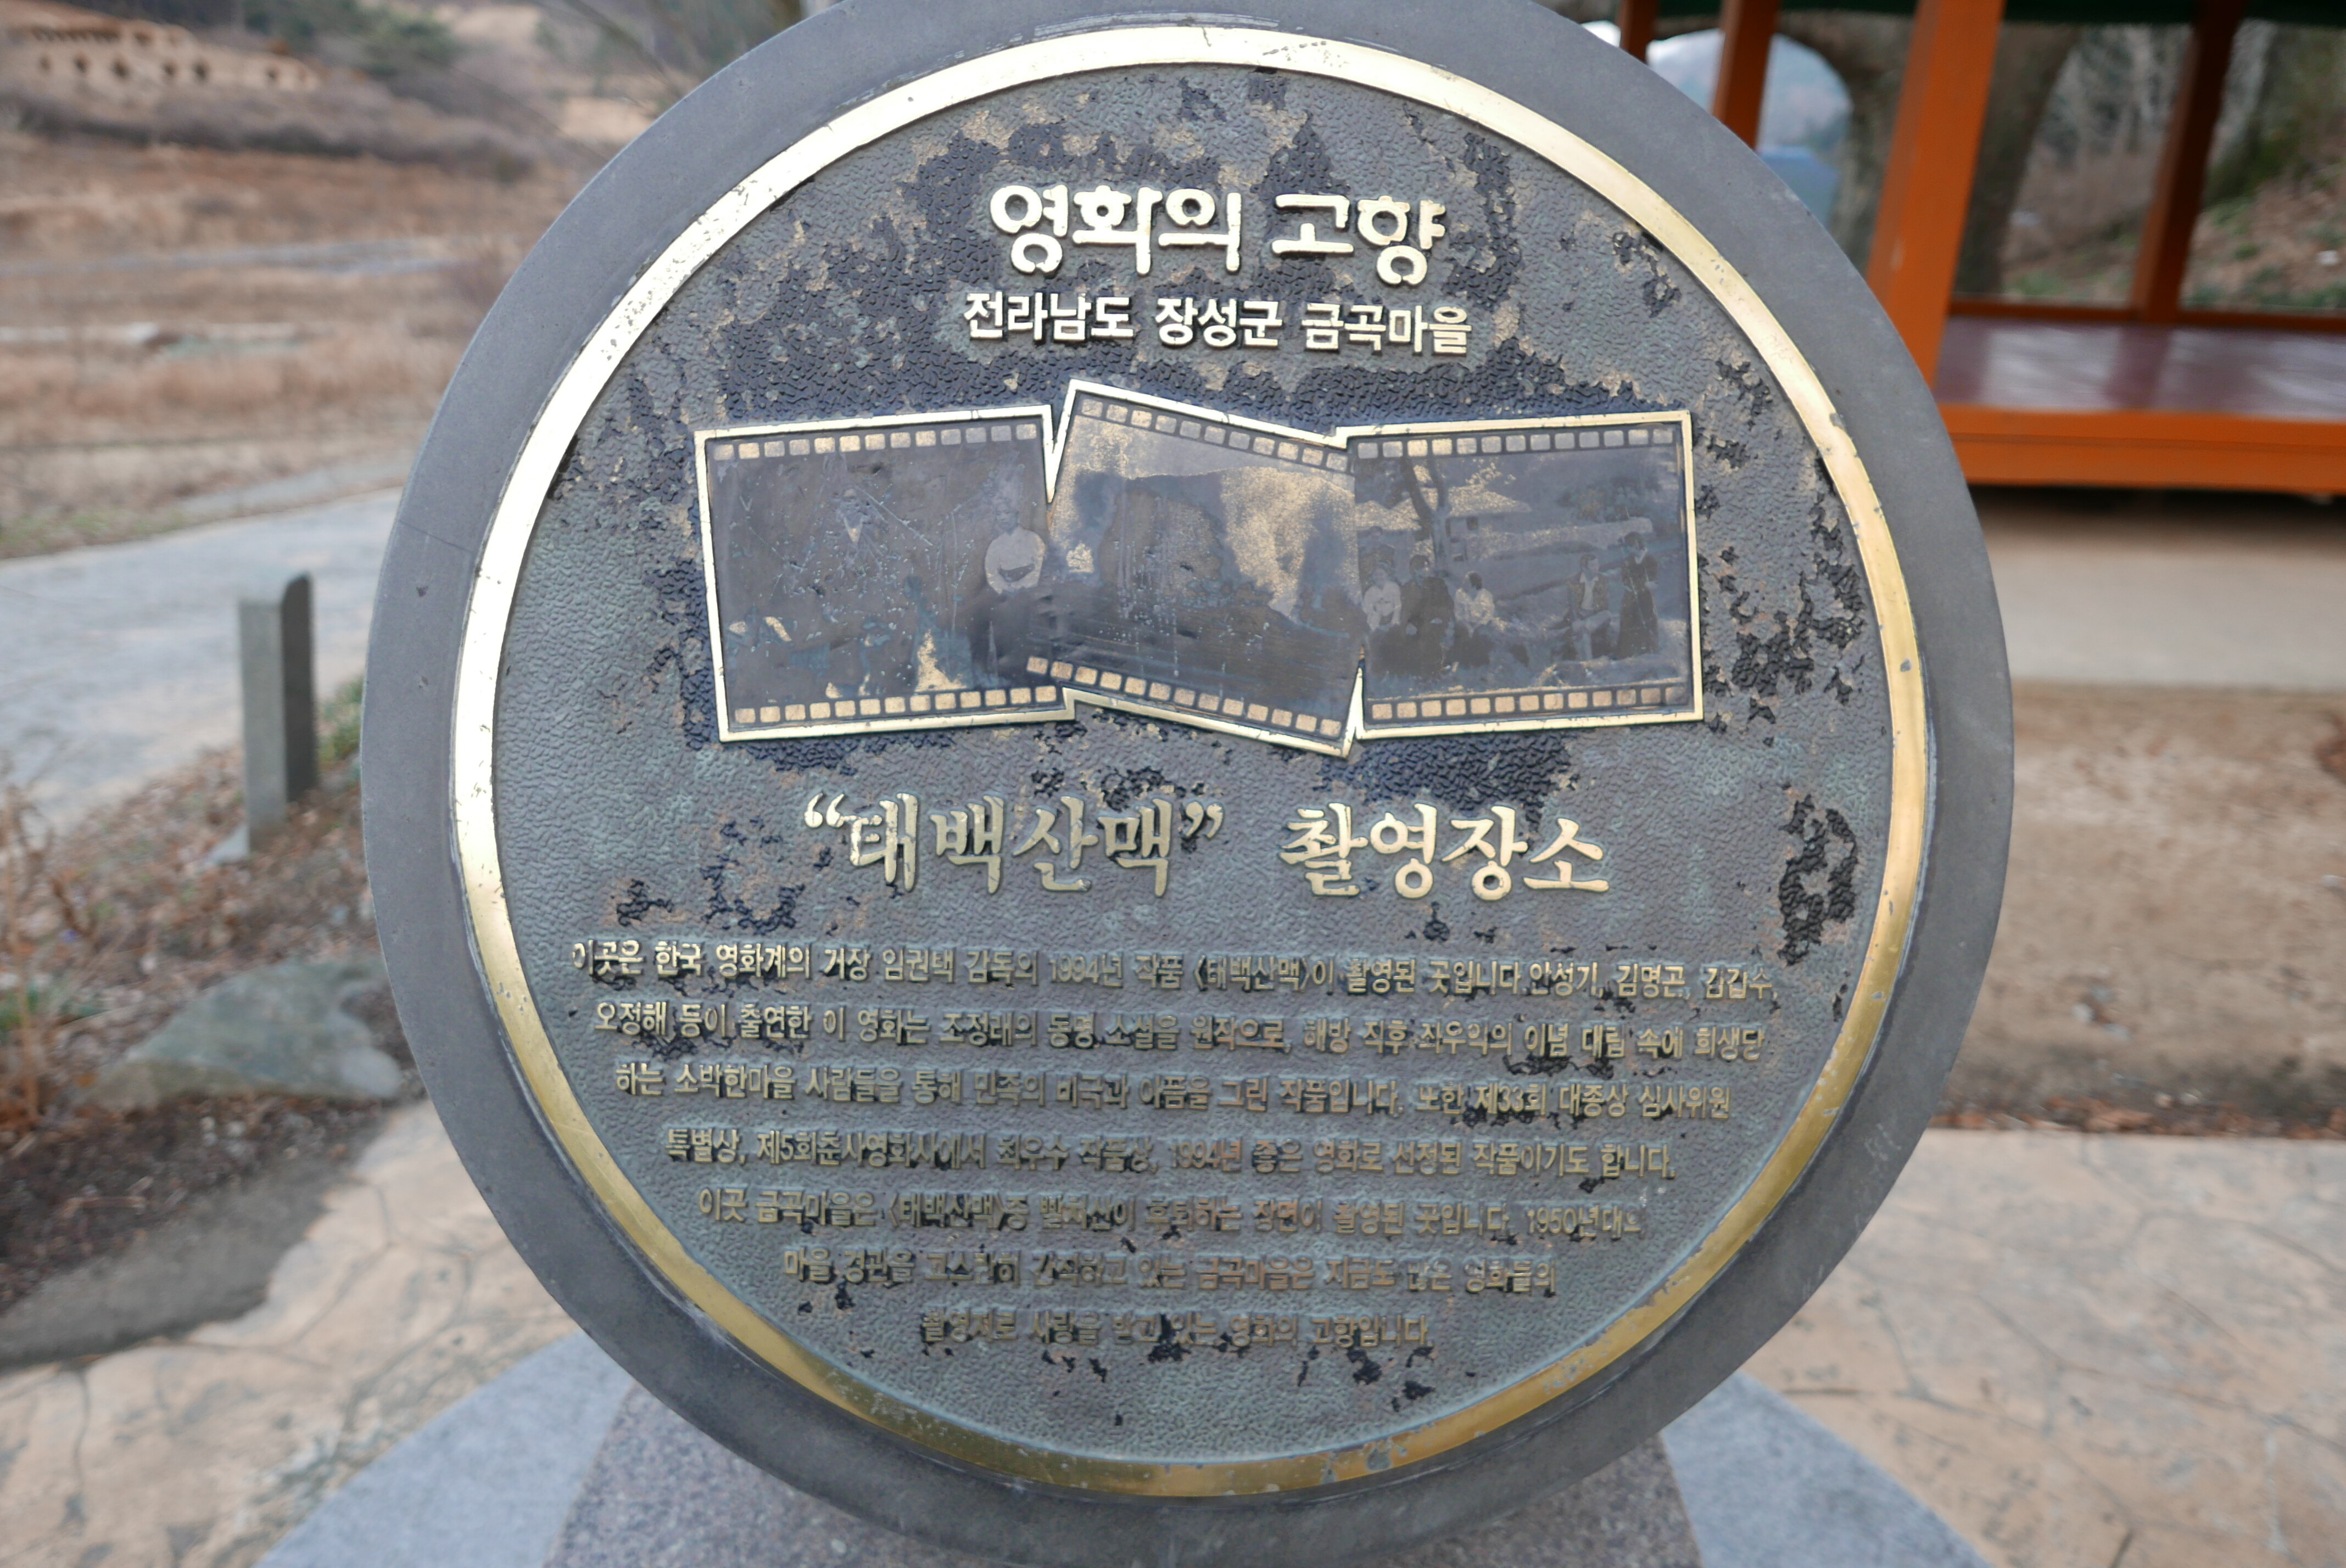 영화의 고향
전라남도 장성군 금곡마을
“태백산맥” 촬영장소
이곳은 한국 영화계의 거장 임권택 감독의 1994년 작품 <태백산맥>이 촬영된 곳입니다.안성기, 김명곤, 김갑수,
오정해 등이 출연한 이 영화는 조정래의 동명 소설을 원작으로, 해방 직후 좌우익의 이념 대립 속에 희생당
하는 소박한마을 사람들을 통해 민족의 비극과 아픔을 그린 작품입니다. 또한 제33회 대종상 심사위원
특별상, 제5회춘사영화사에서 최우수 작품상, 1994년 좋은 영화로 선정된 작품이기도 합니다.
이곳 금곡마을은 <태백산맥>중 빨치산이 후퇴하는 장면이 촬영된 곳입니다. 1950년대의
마을 경관을 고스란히 간직하고 있는 금곡마을은 지금도 많은 영화들의
촬영지로 사랑을 받고 있는 영화의 고향입니다.